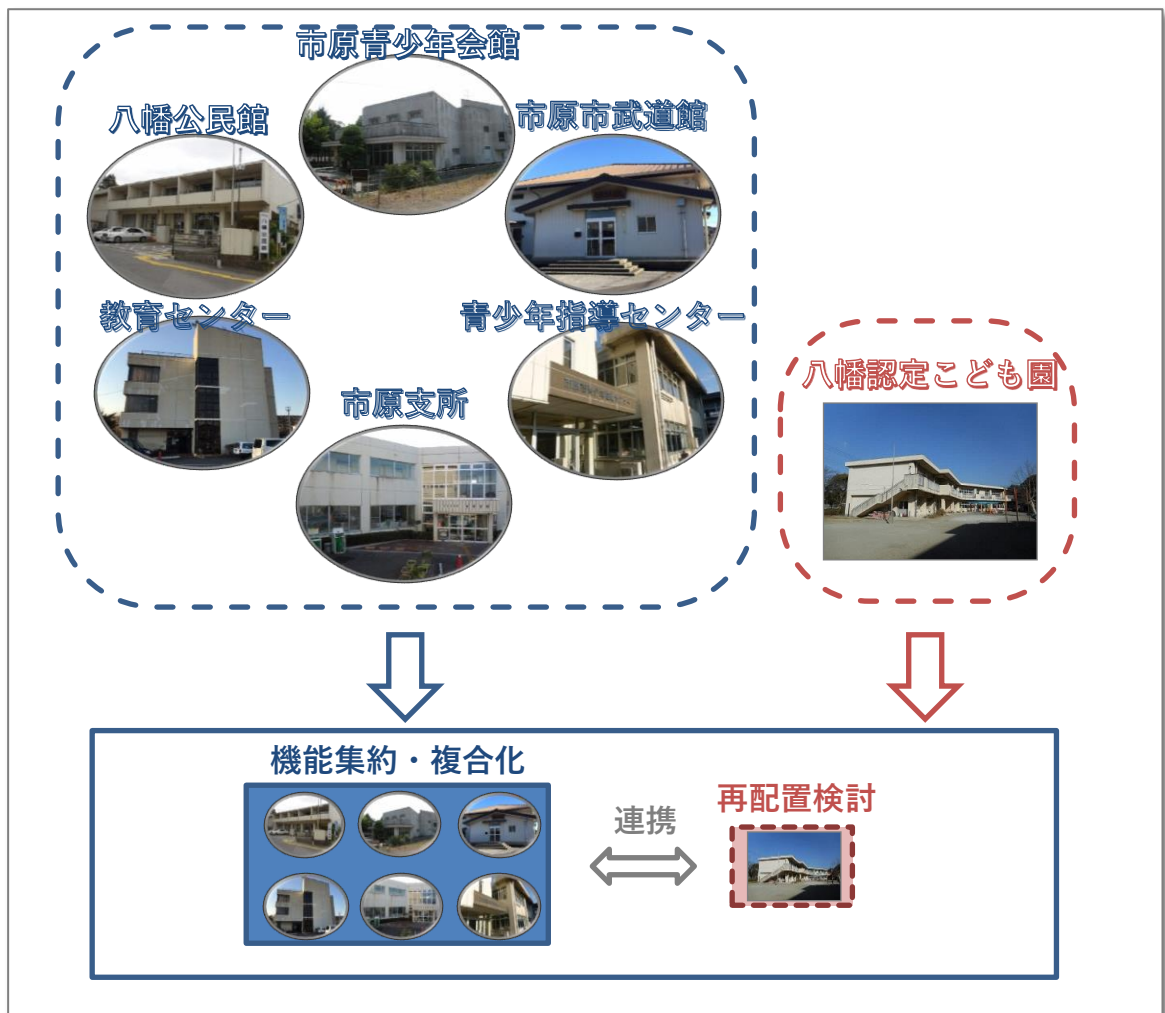 市原青少年会館
八幡公民館
市原市武道館
教育センター
青少年指導センター
市原支所
八幡認定こども園
機能集約・複合化
連携
再配置検討